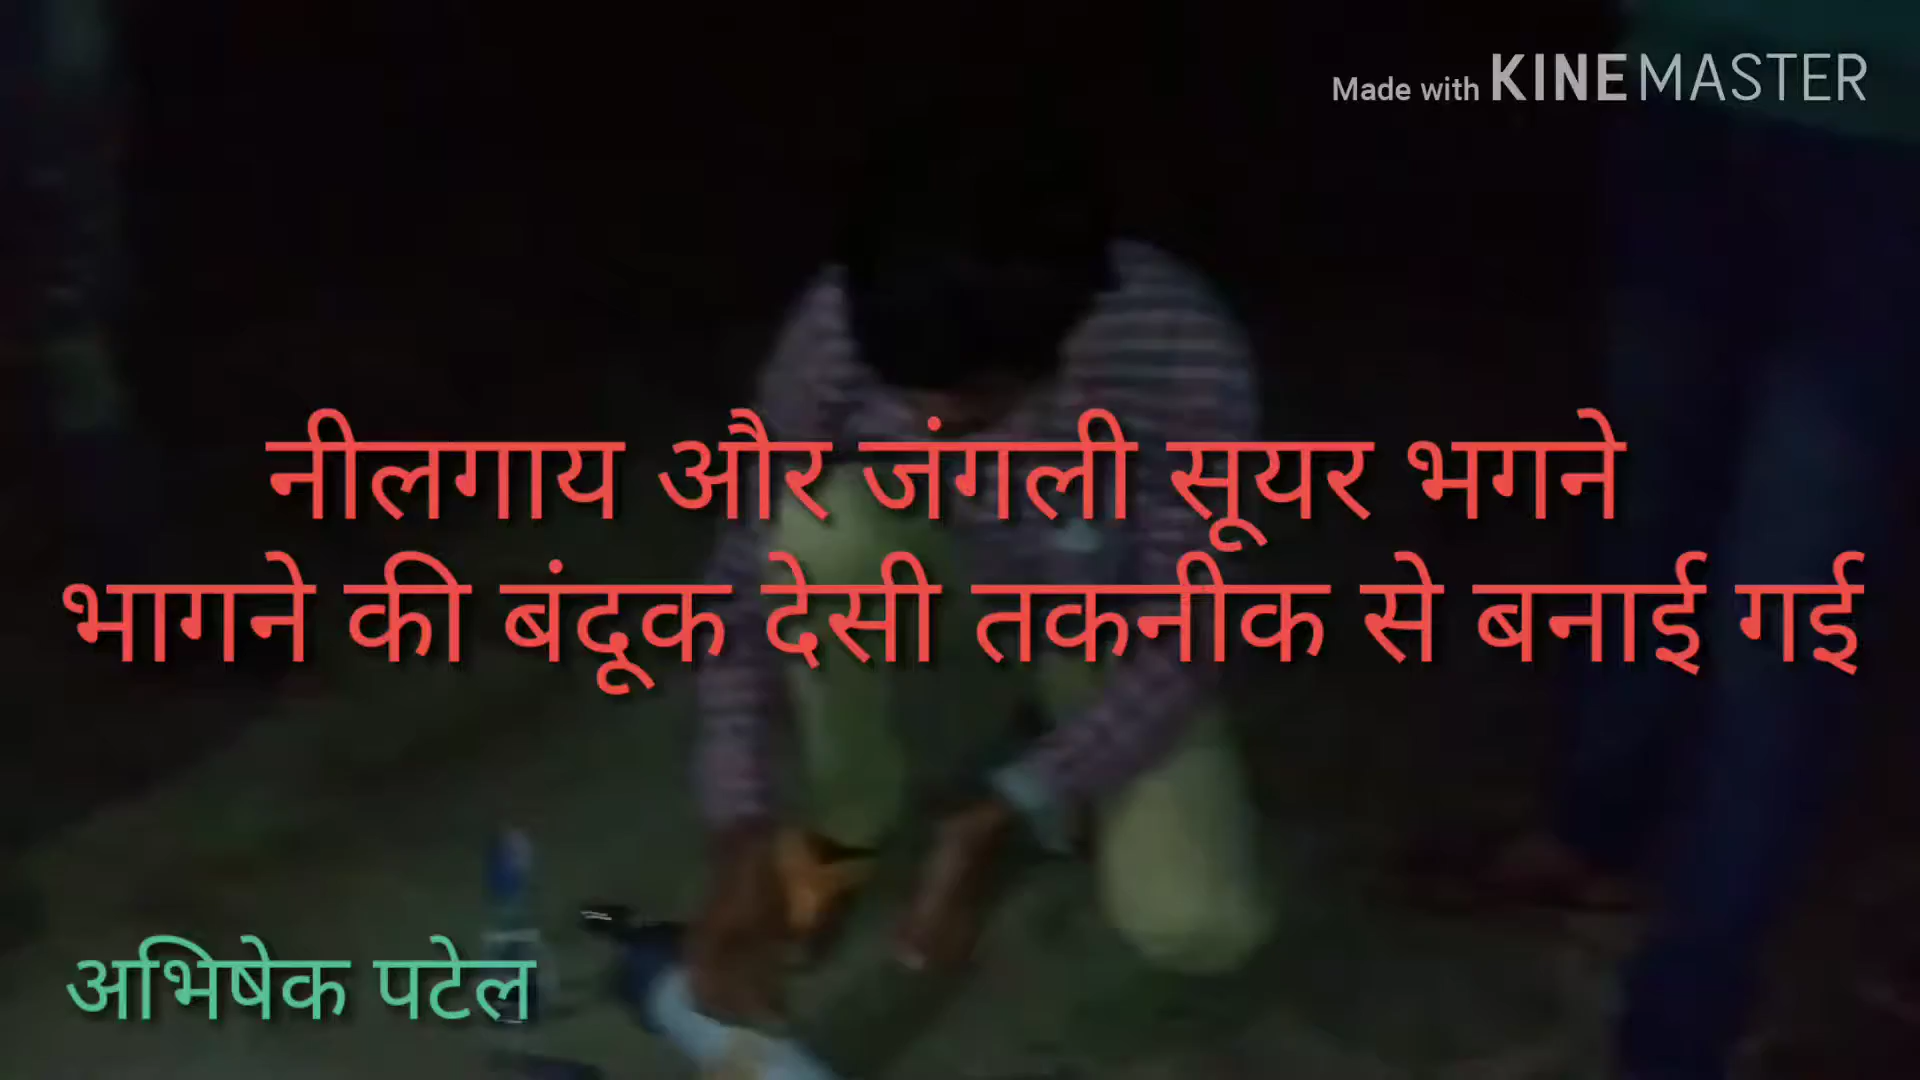 Made with KINEMASTER
नीलगाय और जंगली सूयर भगने
भागने की बंदूक देसी तकनीक से बनाई गई
अभिषेक पटेल